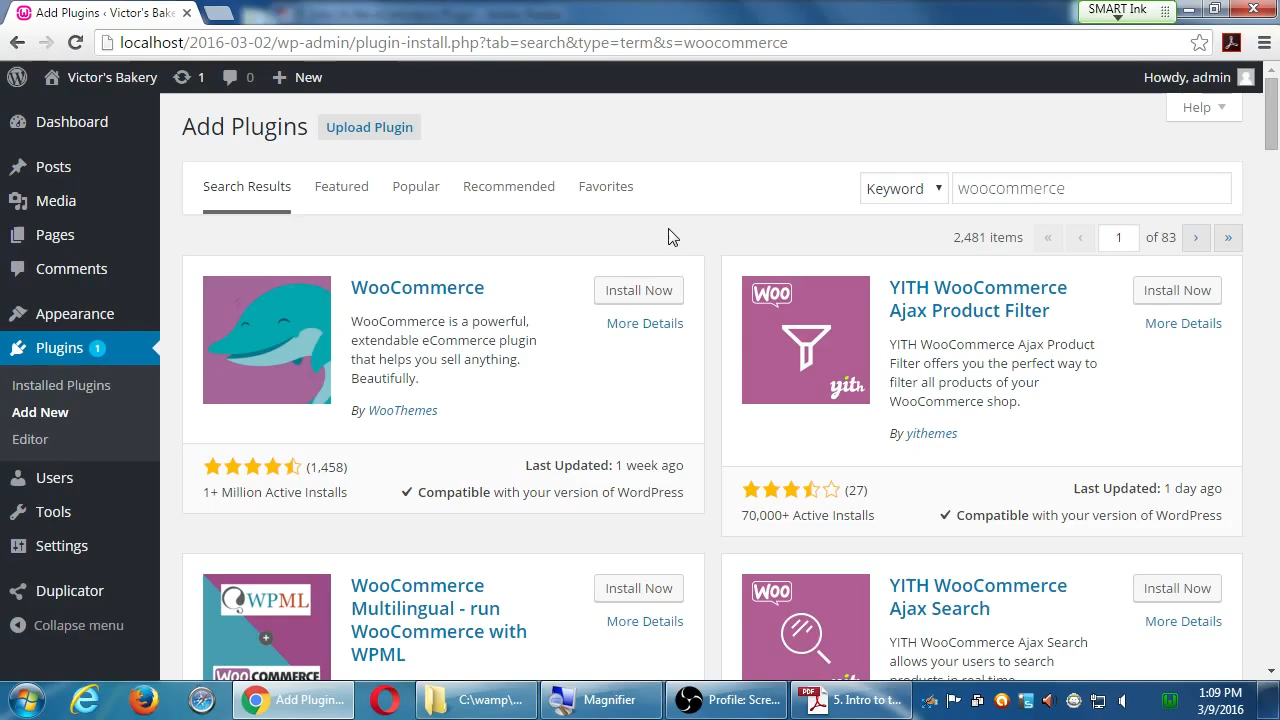 Add Plugins ‹ Victor's Bake
SMART Ink
localhost/2016-03-02/wp-admin/plugin-install.php?tab=search&type=term&s=woocommerce
Victor's Bakery
1
0
New
Howdy, admin
Help
Dashboard
Posts
Media
Pages
Comments
Appearance
Plugins 1
Installed Plugins
Add New
Editor
Users
Tools
Settings
Duplicator
Collapse menu
Add Plugins
Upload Plugin
Search Results
Featured
Popular
Recommended
Favorites
Keyword
woocommerce
2,481 items « ‹ 1 of 83 › »
WooCommerce
Install Now
More Details
WooCommerce is a powerful,
extendable eCommerce plugin
that helps you sell anything.
Beautifully.
By WooThemes
(1,458)
Last Updated: 1 week ago
1+ Million Active Installs
Compatible with your version of WordPress
WOO
yith
YITH WooCommerce
Ajax Product Filter
Install Now
More Details
YITH WooCommerce Ajax Product
Filter offers you the perfect way to
filter all products of your
WooCommerce shop.
By yithemes
(27)
Last Updated: 1 day ago
70,000+ Active Installs
Compatible with your version of WordPress
WPML
WOO COMMERCE
WooCommerce
Multilingual - run
WooCommerce with
WPML
Install Now
More Details
WOO
YITH WooCommerce
Ajax Search
Install Now
More Details
YITH WooCommerce Ajax Search
allows your users to search
products in real time.
Add Plugin...
C:\wamp\...
Magnifier
Profile: Scre...
PDF
5. Intro to t...
1:09 PM
3/9/2016